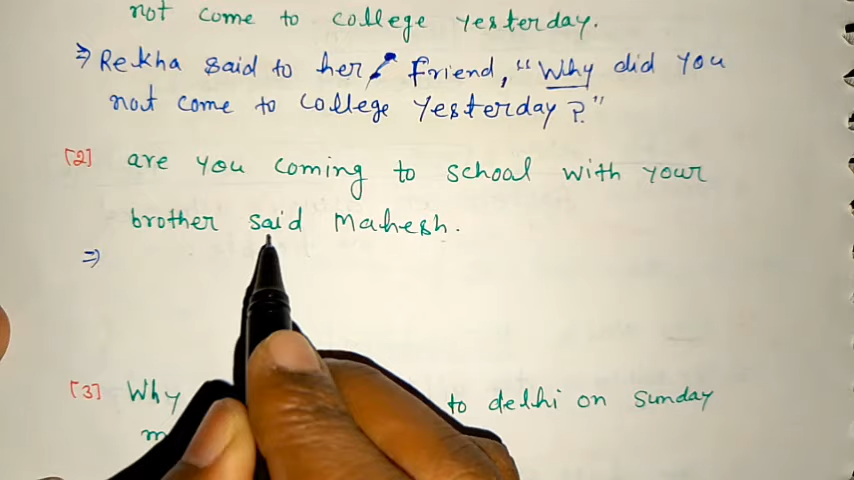 not come to college yesterday.
⇒ Rekha said to her friend, "Why did you
not come to college yesterday?"
[2] are you coming to school with your
brother said Mahesh.
⇒
[3] Why to delhi on sunday
m